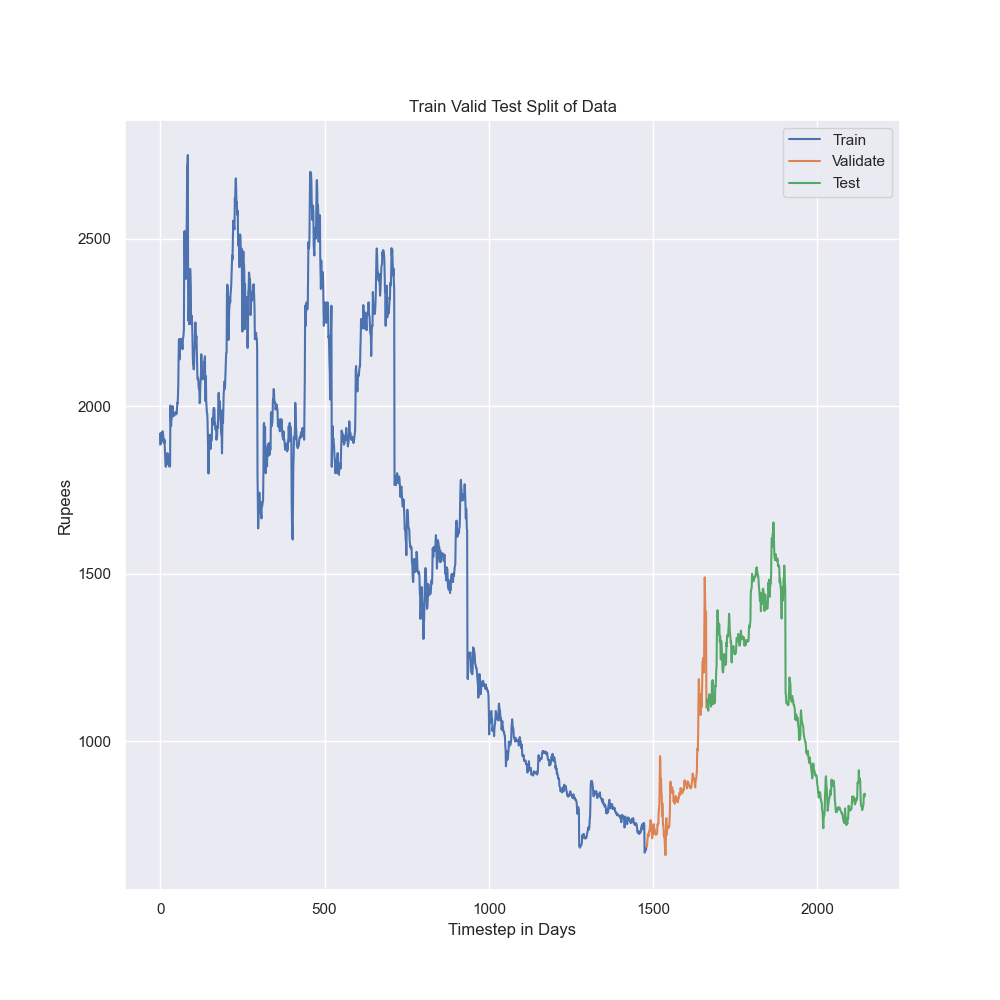 Train Valid Test Split of Data
Train
Validate
Test
Rupees
2500
2000
1500
1000
0 500 1000 1500 2000
Timestep in Days